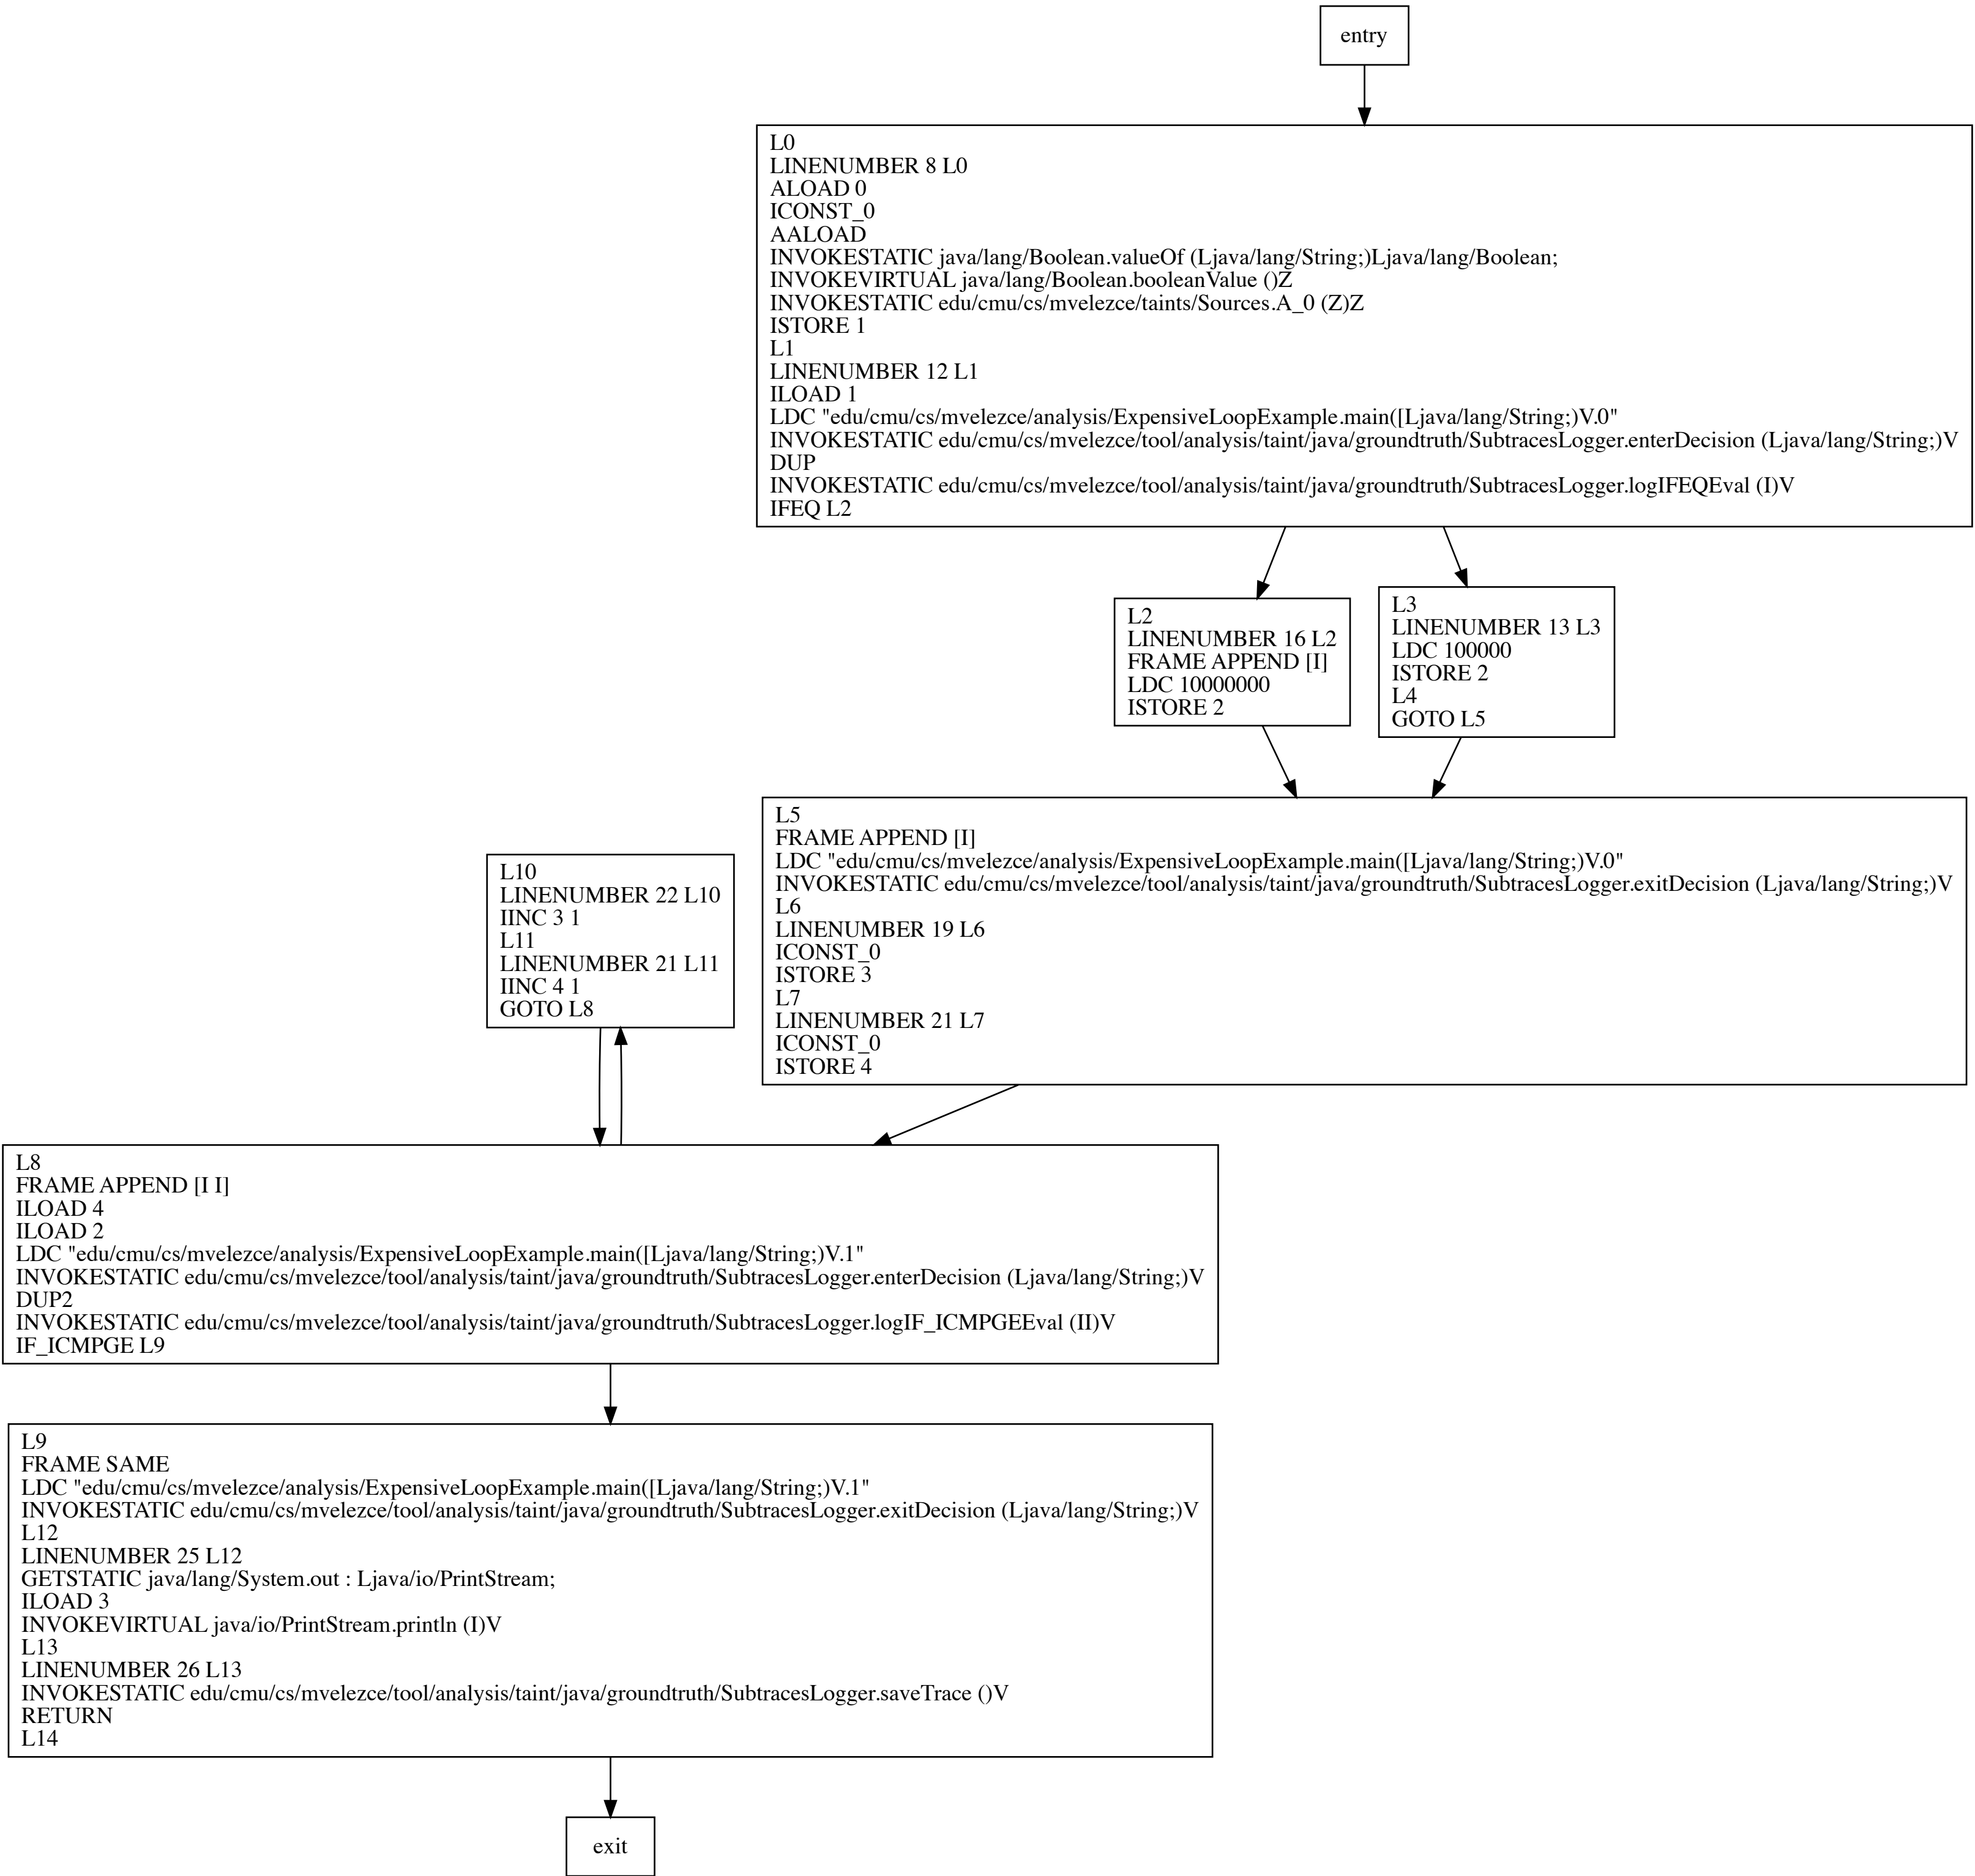 entry
L0
LINENUMBER 8 L0
ALOAD 0
ICONST_0
AALOAD
INVOKESTATIC java/lang/Boolean.valueOf (Ljava/lang/String;)Ljava/lang/Boolean;
INVOKEVIRTUAL java/lang/Boolean.booleanValue ()Z
INVOKESTATIC edu/cmu/cs/mvelezce/taints/Sources.A_0 (Z)Z
ISTORE 1
L1
LINENUMBER 12 L1
ILOAD 1
LDC "edu/cmu/cs/mvelezce/analysis/ExpensiveLoopExample.main([Ljava/lang/String;)V.0"
INVOKESTATIC edu/cmu/cs/mvelezce/tool/analysis/taint/java/groundtruth/SubtracesLogger.enterDecision (Ljava/lang/String;)V
DUP
INVOKESTATIC edu/cmu/cs/mvelezce/tool/analysis/taint/java/groundtruth/SubtracesLogger.logIFEQEval (I)V
IFEQ L2
L2
LINENUMBER 16 L2
FRAME APPEND [I]
LDC 10000000
ISTORE 2
L3
LINENUMBER 13 L3
LDC 100000
ISTORE 2
L4
GOTO L5
L5
FRAME APPEND [I]
LDC "edu/cmu/cs/mvelezce/analysis/ExpensiveLoopExample.main([Ljava/lang/String;)V.0"
INVOKESTATIC edu/cmu/cs/mvelezce/tool/analysis/taint/java/groundtruth/SubtracesLogger.exitDecision (Ljava/lang/String;)V
L6
LINENUMBER 19 L6
ICONST_0
ISTORE 3
L7
LINENUMBER 21 L7
ICONST_0
ISTORE 4
L10
LINENUMBER 22 L10
IINC 3 1
L11
LINENUMBER 21 L11
IINC 4 1
GOTO L8
L8
FRAME APPEND [I I]
ILOAD 4
ILOAD 2
LDC "edu/cmu/cs/mvelezce/analysis/ExpensiveLoopExample.main([Ljava/lang/String;)V.1"
INVOKESTATIC edu/cmu/cs/mvelezce/tool/analysis/taint/java/groundtruth/SubtracesLogger.enterDecision (Ljava/lang/String;)V
DUP2
INVOKESTATIC edu/cmu/cs/mvelezce/tool/analysis/taint/java/groundtruth/SubtracesLogger.logIF_ICMPGEEval (II)V
IF_ICMPGE L9
L9
FRAME SAME
LDC "edu/cmu/cs/mvelezce/analysis/ExpensiveLoopExample.main([Ljava/lang/String;)V.1"
INVOKESTATIC edu/cmu/cs/mvelezce/tool/analysis/taint/java/groundtruth/SubtracesLogger.exitDecision (Ljava/lang/String;)V
L12
LINENUMBER 25 L12
GETSTATIC java/lang/System.out : Ljava/io/PrintStream;
ILOAD 3
INVOKEVIRTUAL java/io/PrintStream.println (I)V
L13
LINENUMBER 26 L13
INVOKESTATIC edu/cmu/cs/mvelezce/tool/analysis/taint/java/groundtruth/SubtracesLogger.saveTrace ()V
RETURN
L14
exit